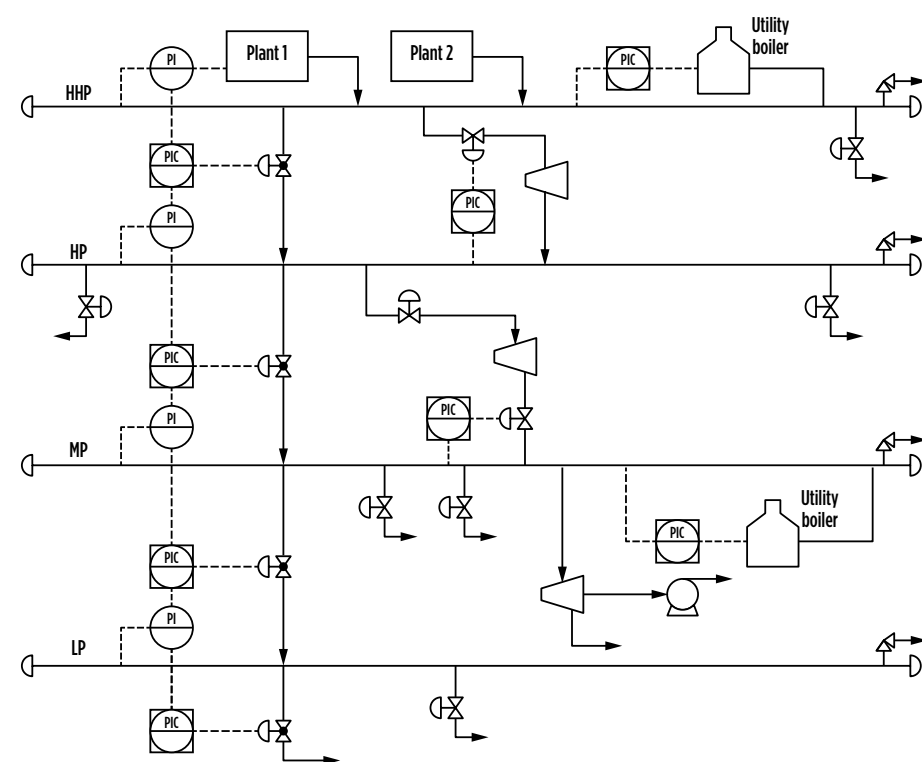 PI
Plant 1
Plant 2
PIC
Utility
boiler
HHP
PIC
PIC
PI
HP
PIC
PIC
PI
MP
PIC
Utility
boiler
PIC
PI
LP
PIC